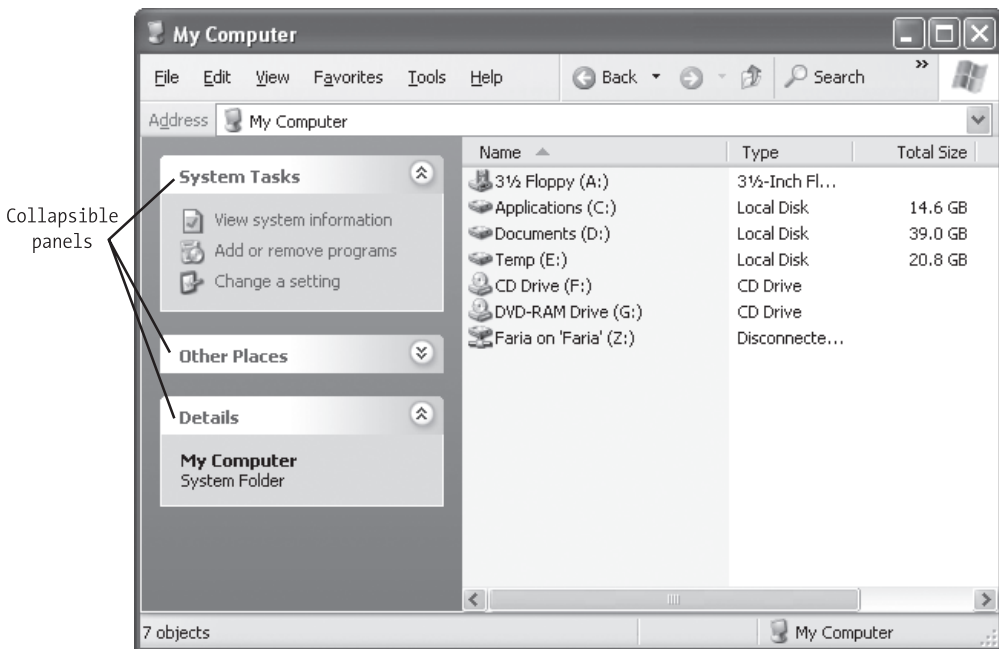 My Computer
File Edit View Favorites Tools Help Back Search »
Address My Computer
Collapsible
panels
System Tasks
View system information
Add or remove programs
Change a setting
Other Places
Details
My Computer
System Folder
Name Type Total Size
3½ Floppy (A:) 3½-Inch Fl...
Applications (C:) Local Disk 14.6 GB
Documents (D:) Local Disk 39.0 GB
Temp (E:) Local Disk 20.8 GB
CD Drive (F:) CD Drive
DVD-RAM Drive (G:) CD Drive
Faria on 'Faria' (Z:) Disconnecte...
7 objects My Computer